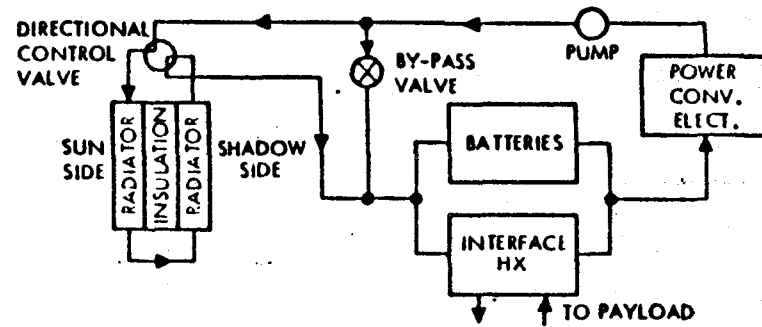 DIRECTIONAL
CONTROL
VALVE
BY-PASS
VALVE
PUMP
POWER
CONV.
ELECT.
SUN
SIDE
RADIATOR
INSULATION
RADIATOR
SHADOW
SIDE
BATTERIES
INTERFACE
HX
TO PAYLOAD